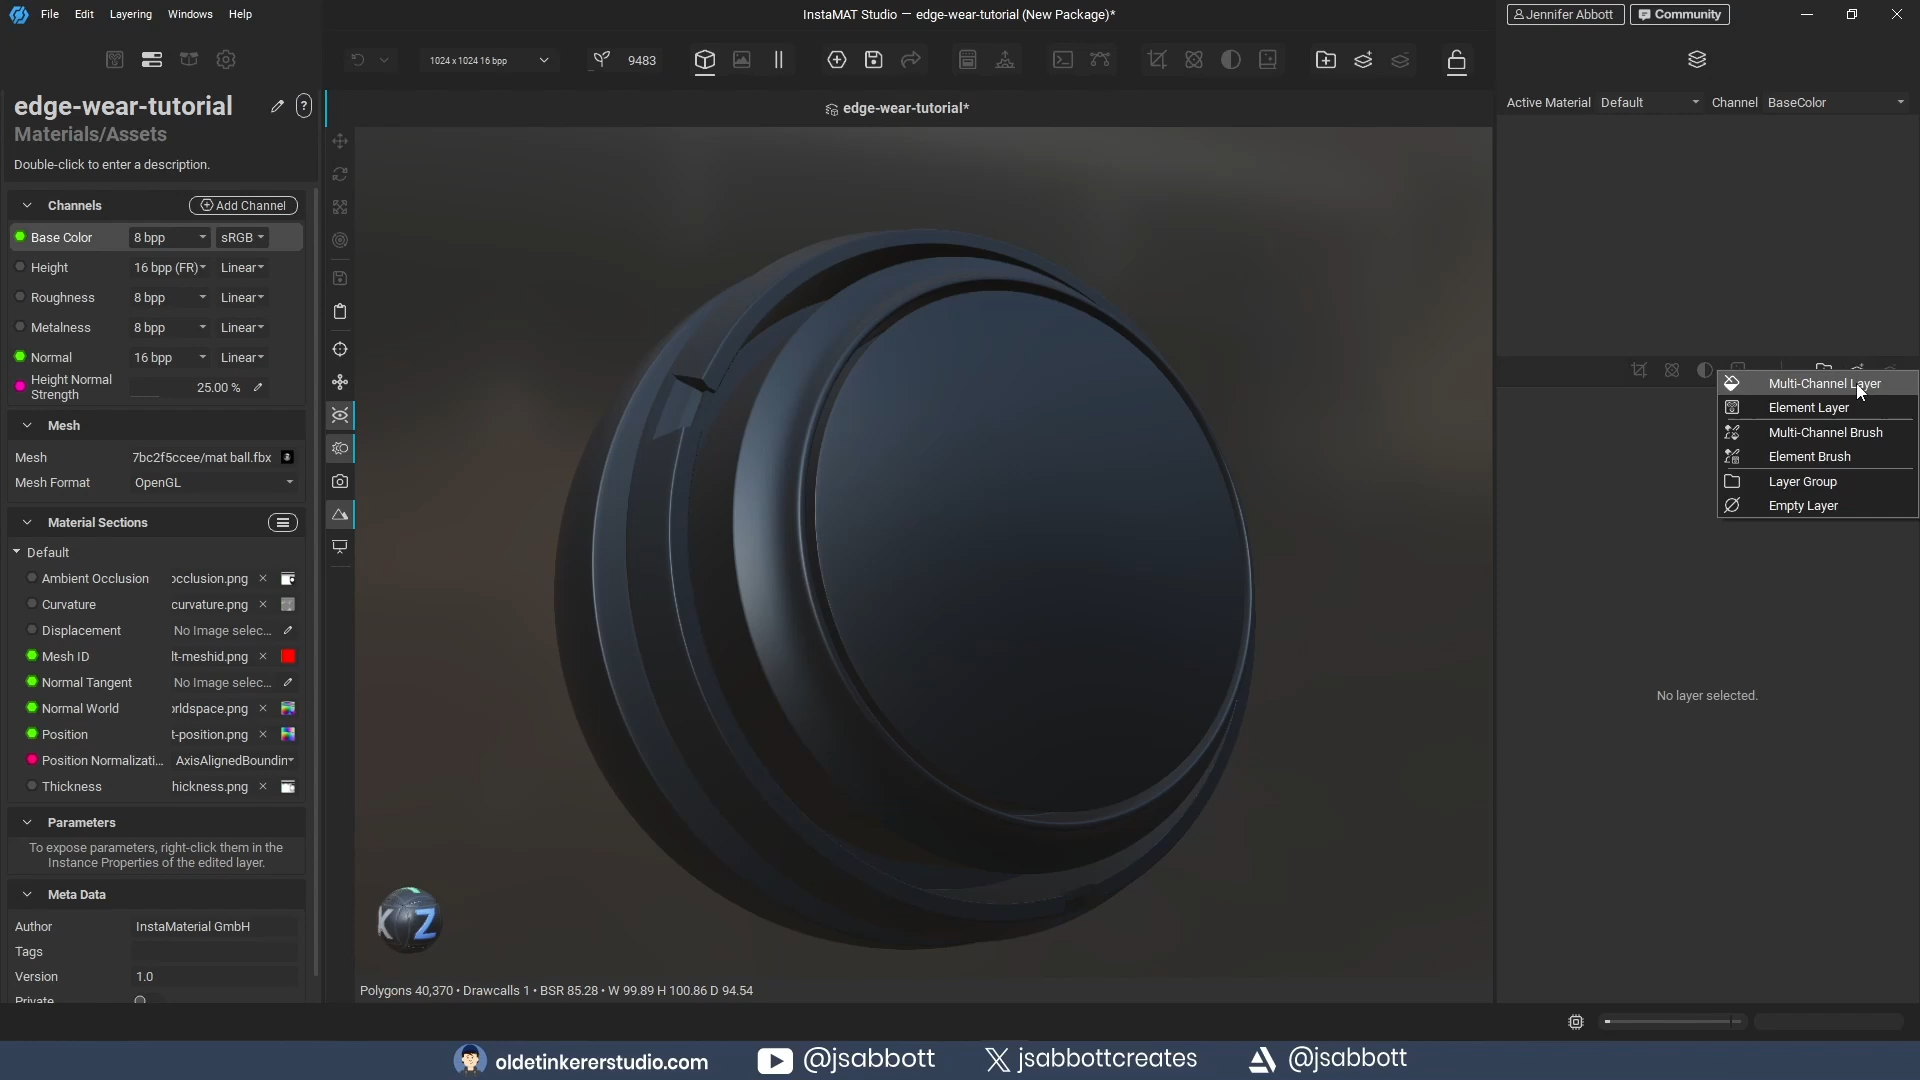 File Edit Layering Windows Help
InstaMAT Studio — edge-wear-tutorial (New Package)*
Jennifer Abbott
Community
1024 x 1024 16 bpp
9483
edge-wear-tutorial
?
Materials/Assets
Double-click to enter a description.
edge-wear-tutorial*
Active Material Default Channel BaseColor
Channels Add Channel
Base Color 8 bpp sRGB
Height 16 bpp (FR) Linear
Roughness 8 bpp Linear
Metalness 8 bpp Linear
Normal 16 bpp Linear
Height Normal
Strength
25.00 %
Mesh
Mesh 7bc2f5ccee/mat ball.fbx
Mesh Format OpenGL
Material Sections
Default
Ambient Occlusion occlusion.png
Curvature curvature.png
Displacement No Image selec...
Mesh ID lt-meshid.png
Normal Tangent No Image selec...
Normal World orldspace.png
Position t-position.png
Position Normalizati... AxisAlignedBoundin
Thickness hickness.png
Parameters
To expose parameters, right-click them in the
Instance Properties of the edited layer.
Meta Data
Author InstaMaterial GmbH
Tags
Version 1.0
Private
Multi-Channel Layer
Element Layer
Multi-Channel Brush
Element Brush
Layer Group
Empty Layer
No layer selected.
X Z
Polygons 40,370 • Drawcalls 1 • BSR 85.28 • W 99.89 H 100.86 D 94.54
oldetinkererstudio.com @jsabbott jsabbottcreates @jsabbott